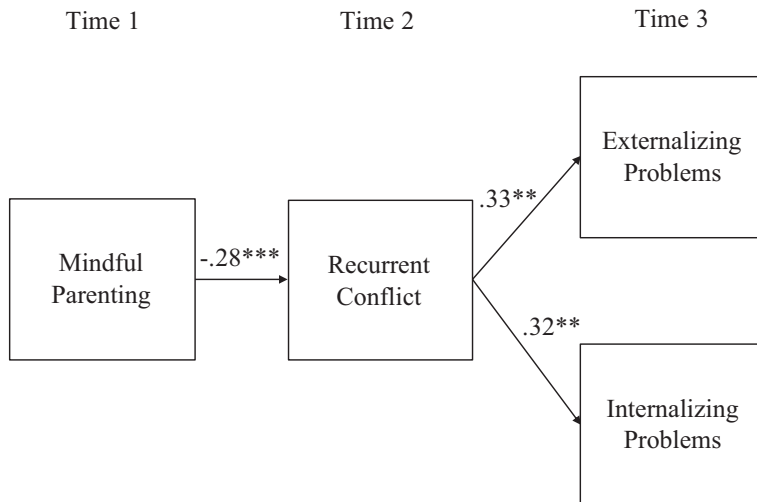 Time 1
Time 2
Time 3
Externalizing
Problems
.33**
Mindful
Parenting
-.28***
Recurrent
Conflict
.32**
Internalizing
Problems